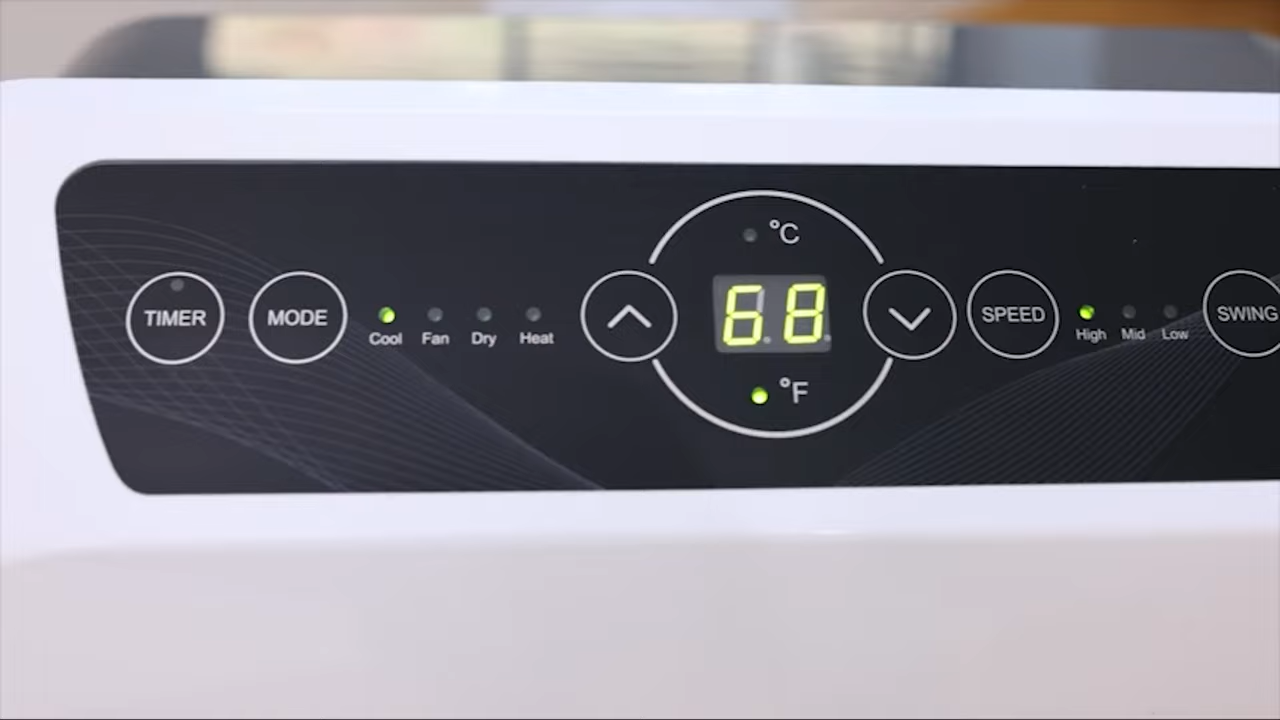 °C
TIMER
MODE
Cool
Fan
Dry
Heat
68
SPEED
High
Mid
Low
SWING
°F